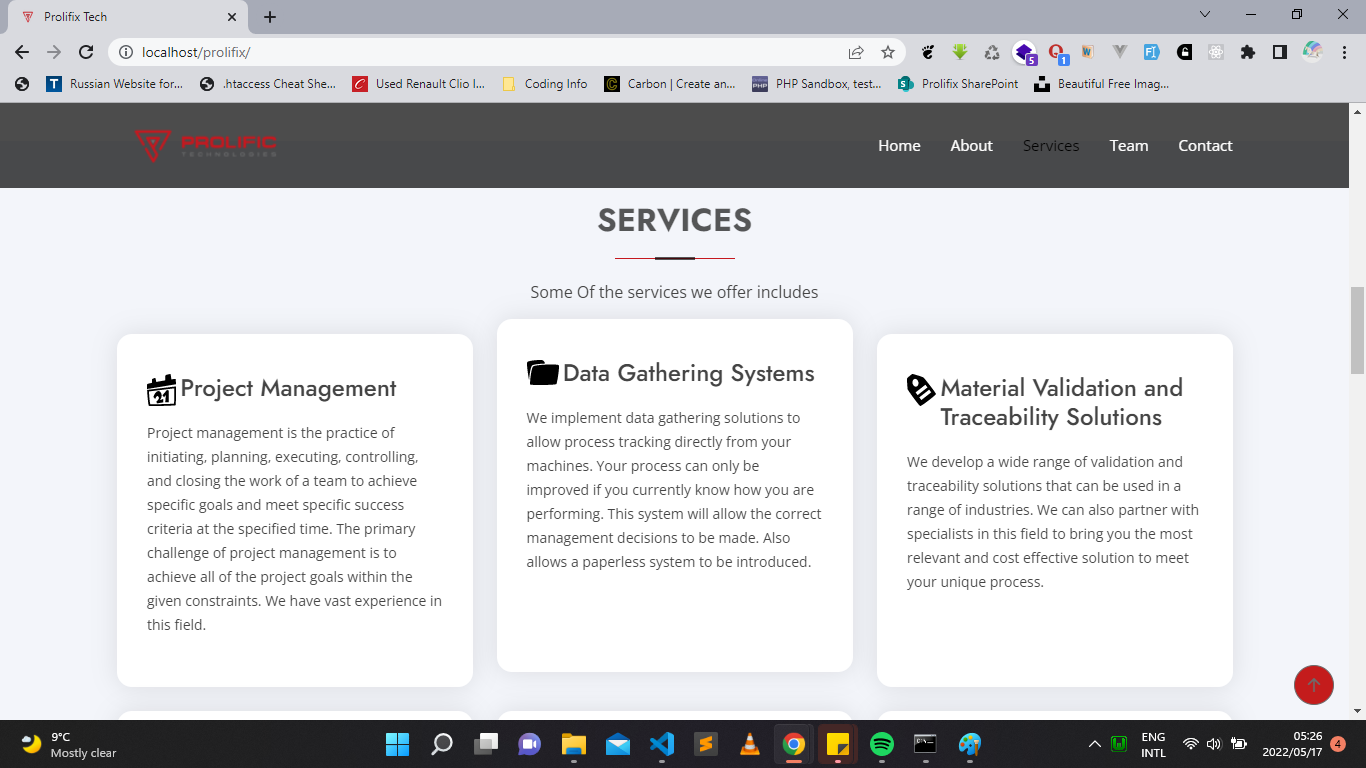 Prolifix Tech
localhost/prolifix/
5
1
Russian Website for...
.htaccess Cheat She...
Used Renault Clio I...
Coding Info
Carbon | Create an...
PHP Sandbox, test...
Prolifix SharePoint
Beautiful Free Imag...
PROLIFIC
TECHNOLOGIES
Home
About
Services
Team
Contact
SERVICES
Some Of the services we offer includes
21
Project Management
Project management is the practice of
initiating, planning, executing, controlling,
and closing the work of a team to achieve
specific goals and meet specific success
criteria at the specified time. The primary
challenge of project management is to
achieve all of the project goals within the
given constraints. We have vast experience in
this field.
Data Gathering Systems
We implement data gathering solutions to
allow process tracking directly from your
machines. Your process can only be
improved if you currently know how you are
performing. This system will allow the correct
management decisions to be made. Also
allows a paperless system to be introduced.
Material Validation and
Traceability Solutions
We develop a wide range of validation and
traceability solutions that can be used in a
range of industries. We can also partner with
specialists in this field to bring you the most
relevant and cost effective solution to meet
your unique process.
9°C
Mostly clear
ENG
INTL
05:26
2022/05/17
4